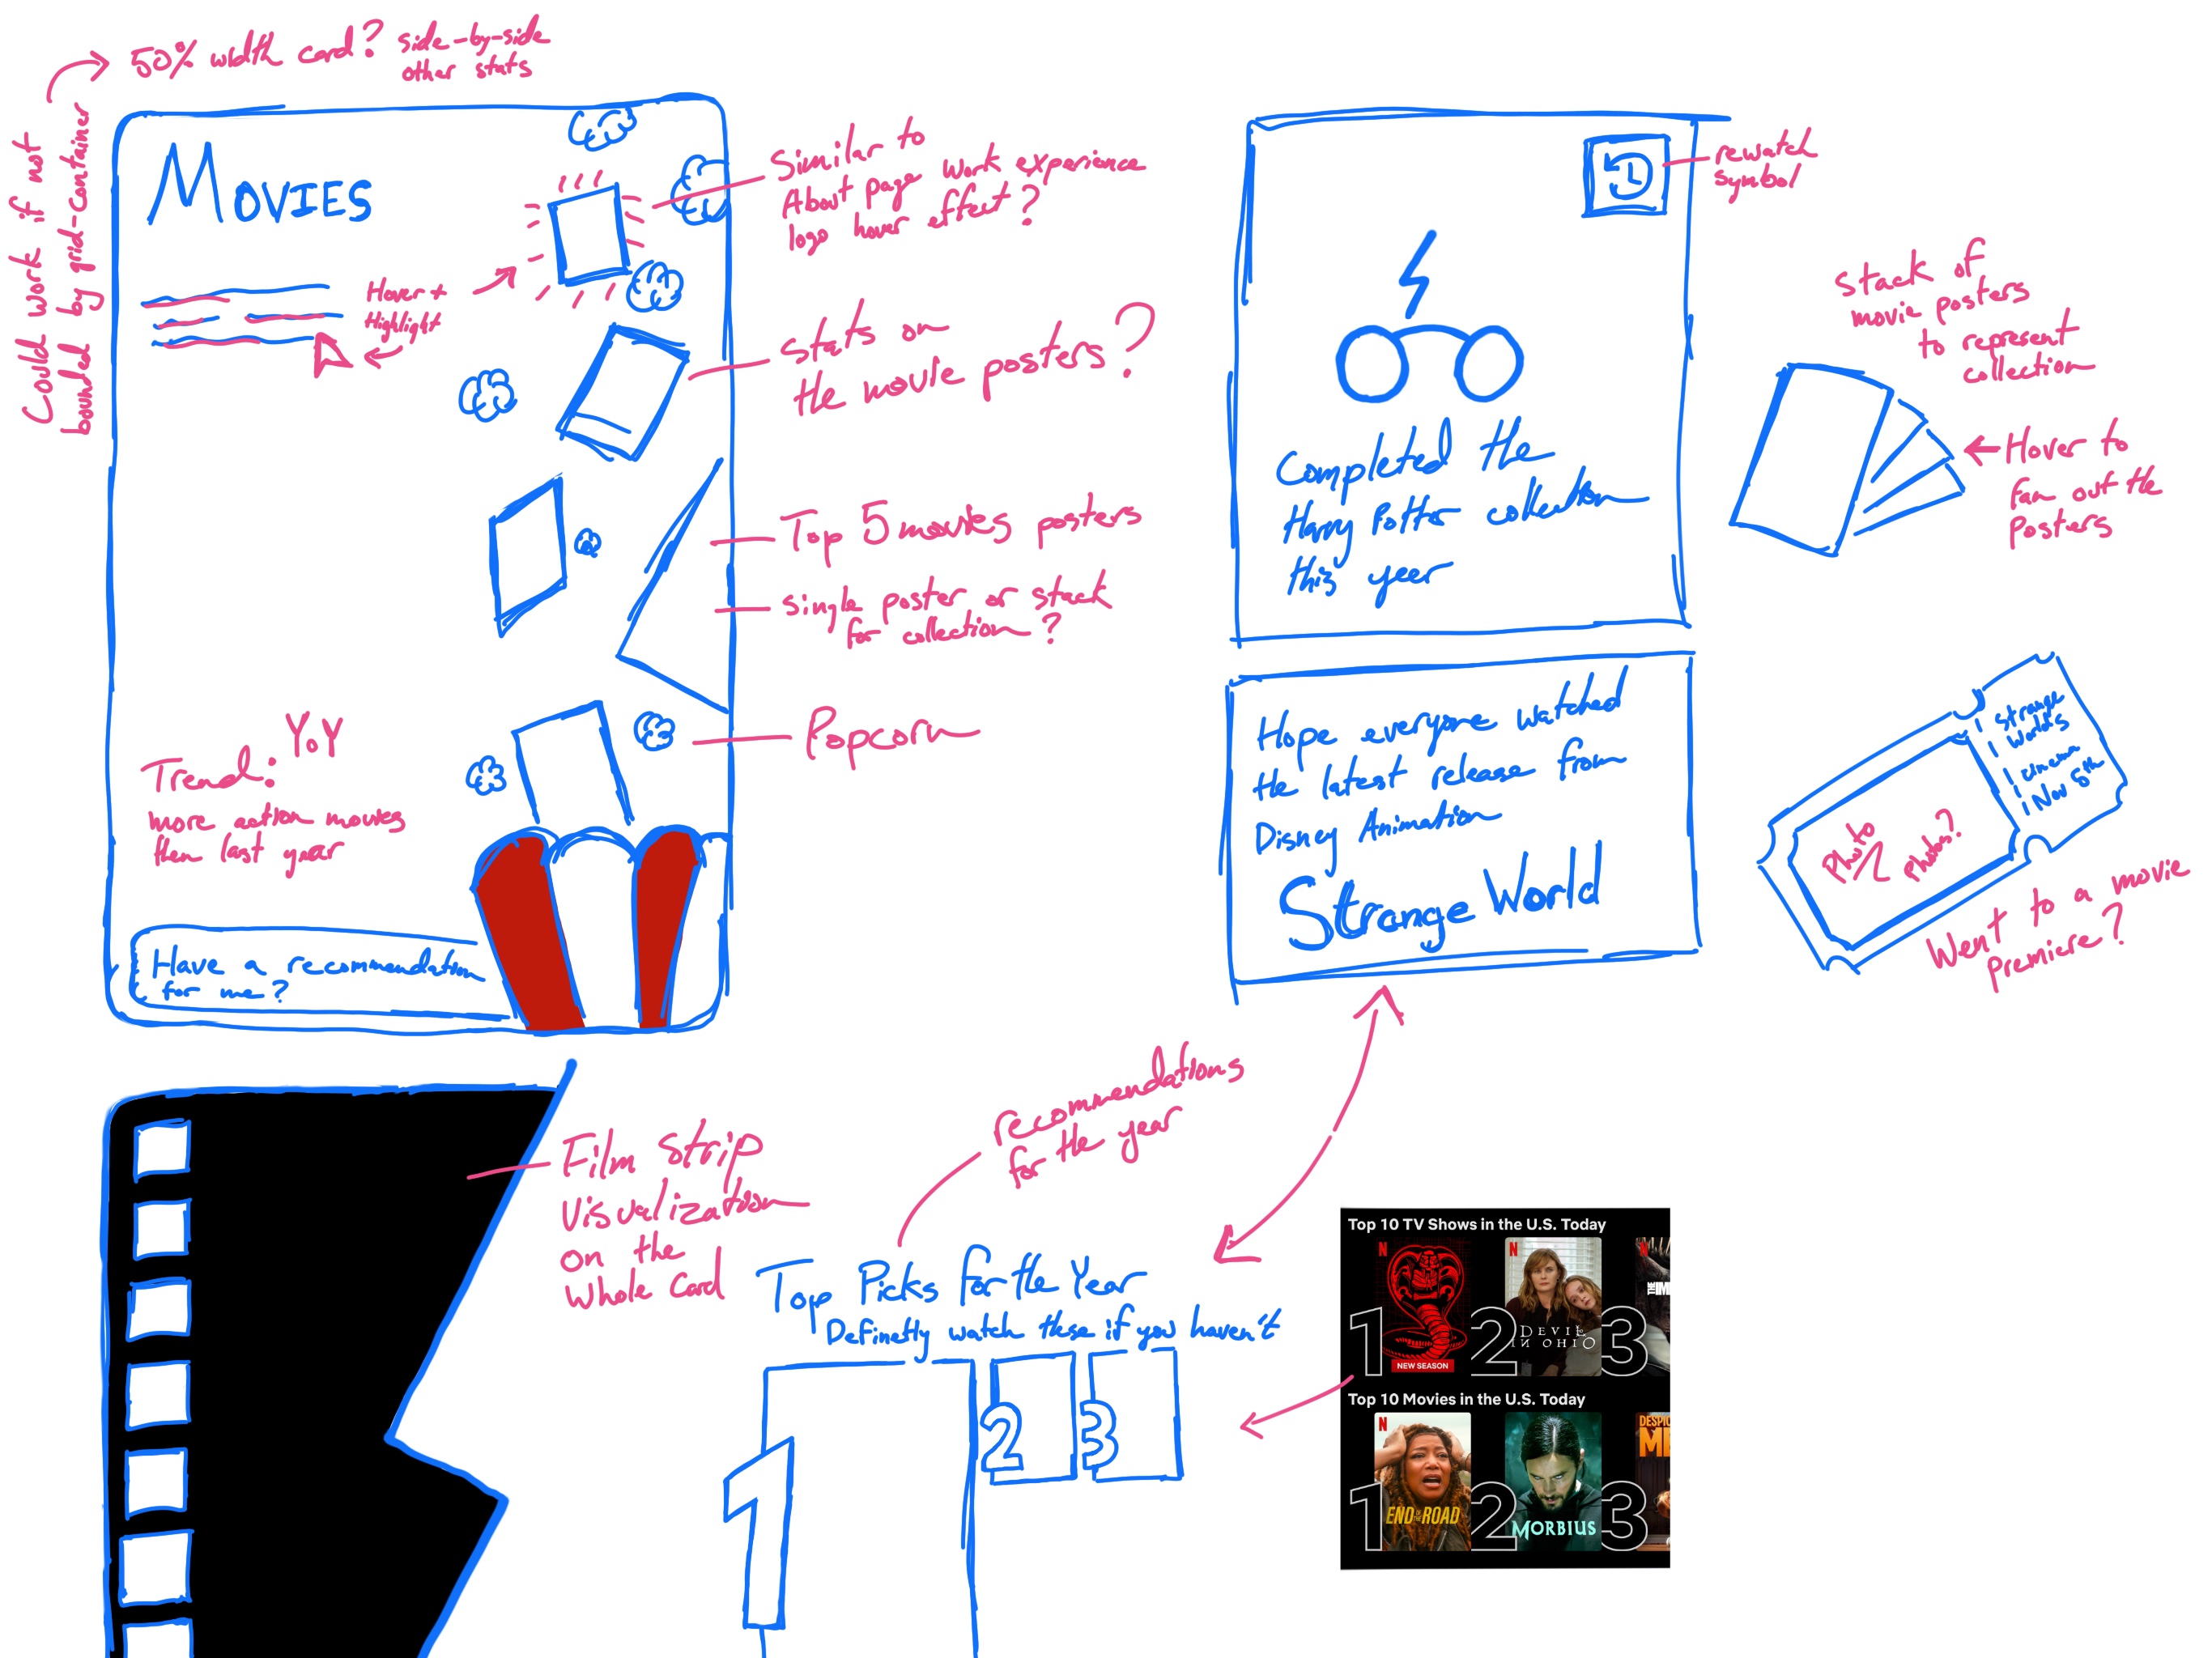 50% width card? side-by-side
other stats
Could work if not
bounded by grid-container
MOVIES
Hover +
Highlight
Similar to
About page work experience
logo hover effect?
Stats on
the movie posters?
Top 5 movies posters
single poster or stack
for collection?
Popcorn
Trend: YoY
more action movies
then last year
Have a recommendation
for me?
rewatch
symbol
Completed the
Harry Potter collection
this year
Stack of
movie posters
to represent
collection
Hover to
fan out the
posters
Hope everyone watched
the latest release from
Disney Animation
Strange World
Strange
Worlds
cinema
Nov 8th
Photo
Photos?
Went to a movie
premiere?
Film Strip
Visualization
on the
whole Card
recommendations
for the year
Top Picks for the Year
Definetly watch these if you haven't
1
2
3
Top 10 TV Shows in the U.S. Today
N
N
1
2
3
DEVIL
IN OHIO
NEW SEASON
Top 10 Movies in the U.S. Today
N
1
2
3
END OF THE ROAD
MORBIUS